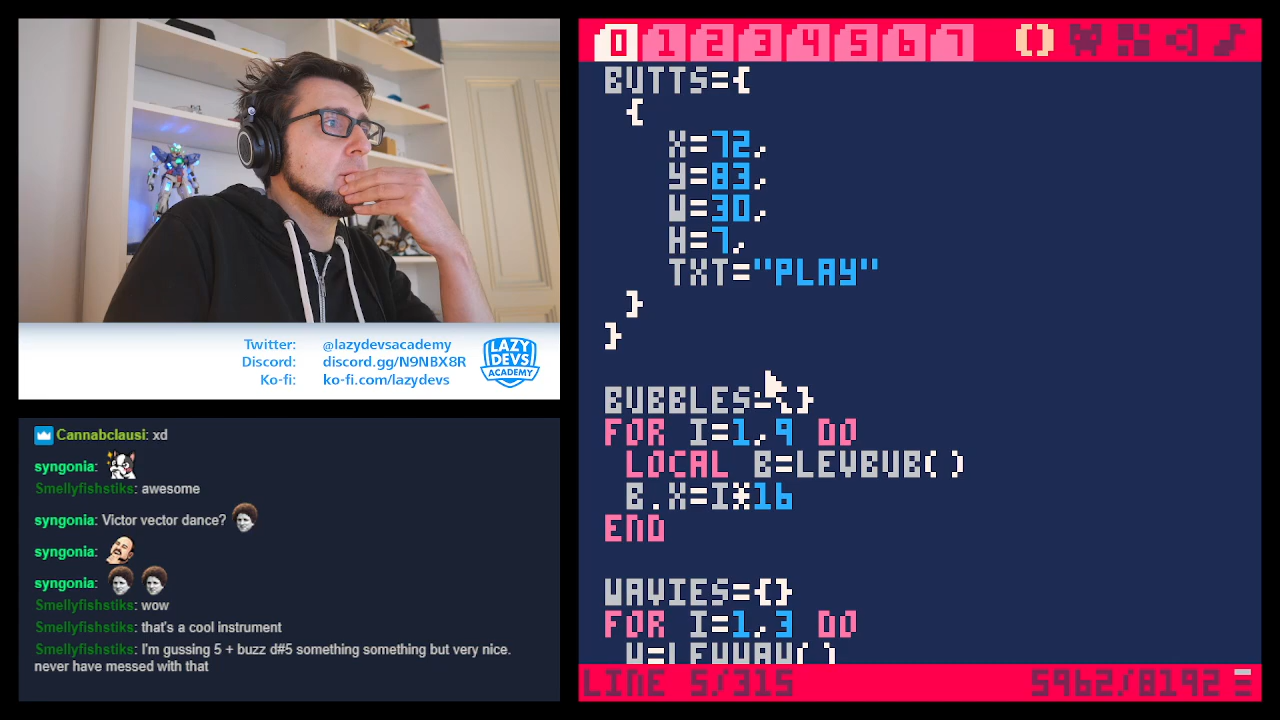 Twitter: @lazydevsacademy
Discord: discord.gg/N9NBX8R
Ko-fi: ko-fi.com/lazydevs
LAZY
DEVS
ACADEMY
Cannabclausi: xd
syngonia:
Smellyfishstiks: awesome
syngonia: Victor vector dance?
syngonia:
syngonia:
Smellyfishstiks: wow
Smellyfishstiks: that's a cool instrument
Smellyfishstiks: I'm gussing 5 + buzz d#5 something something but very nice.
never have messed with that
0 1 2 3 4 5 6 7 ()
BUTTS={
{
X=72,
Y=83,
W=30,
H=7,
TXT="PLAY"
}
}
BUBBLES={}
FOR I=1,9 DO
LOCAL B=LEVBUB()
B.X=I*16
END
WAVIES={}
FOR I=1,3 DO
LINE 5/315
5962/8192